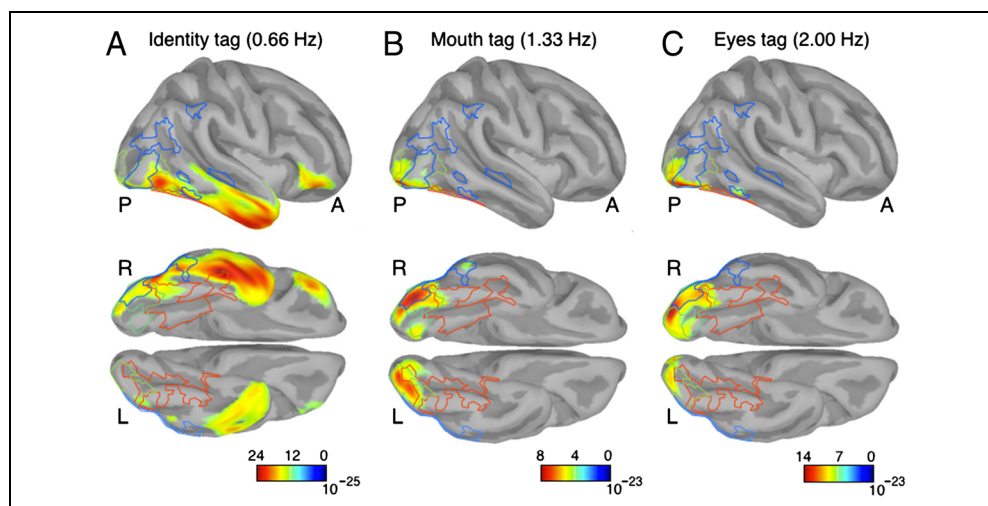 A Identity tag (0.66 Hz)
B Mouth tag (1.33 Hz)
C Eyes tag (2.00 Hz)
P A
P A
P A
R
R
R
L
L
L
24 12 0
10-25
8 4 0
10-23
14 7 0
10-23